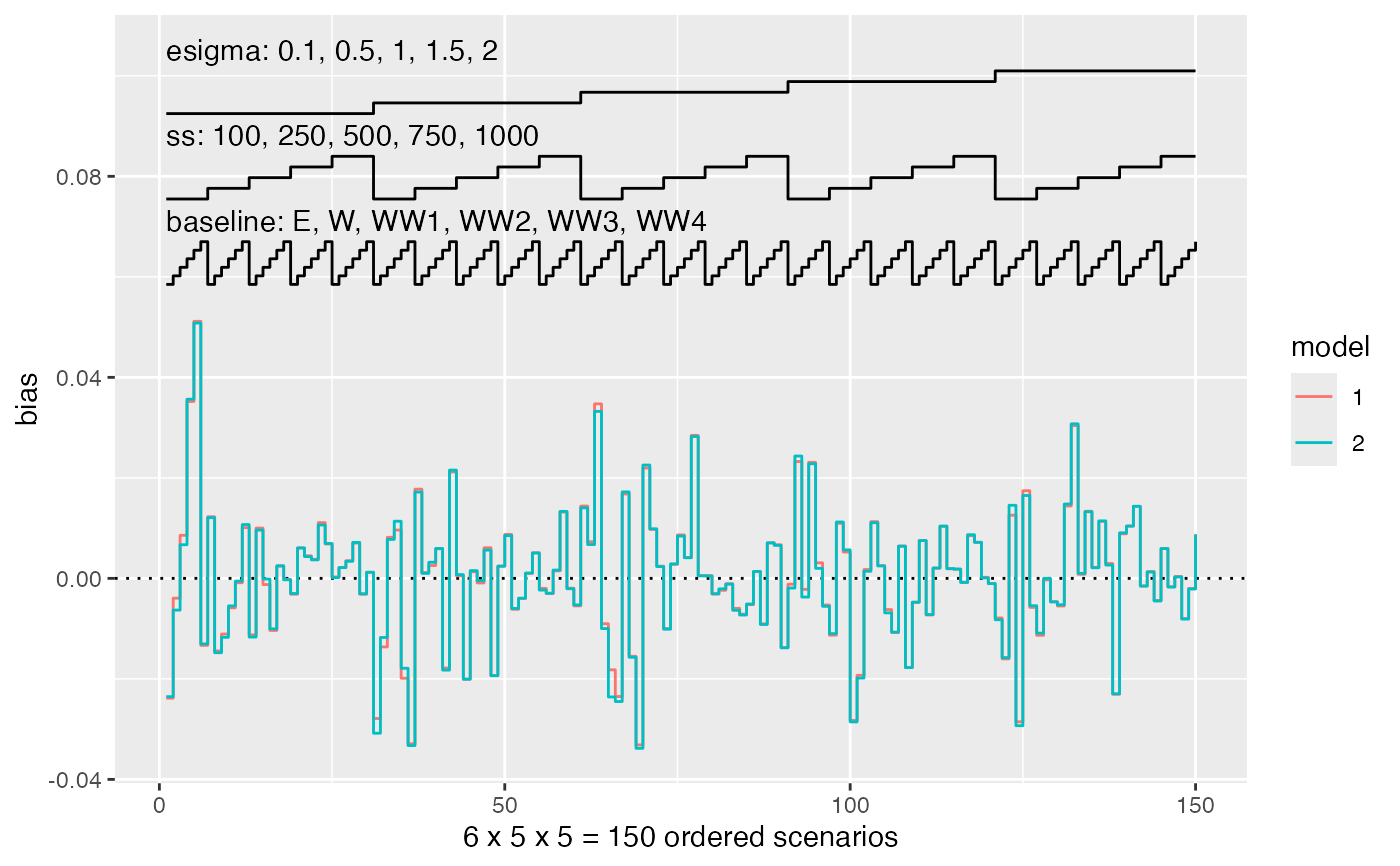 esigma: 0.1, 0.5, 1, 1.5, 2
ss: 100, 250, 500, 750, 1000
baseline: E, W, WW1, WW2, WW3, WW4
0.08
0.04
0.00
-0.04
bias
0
50
100
150
6 x 5 x 5 = 150 ordered scenarios
model
1
2